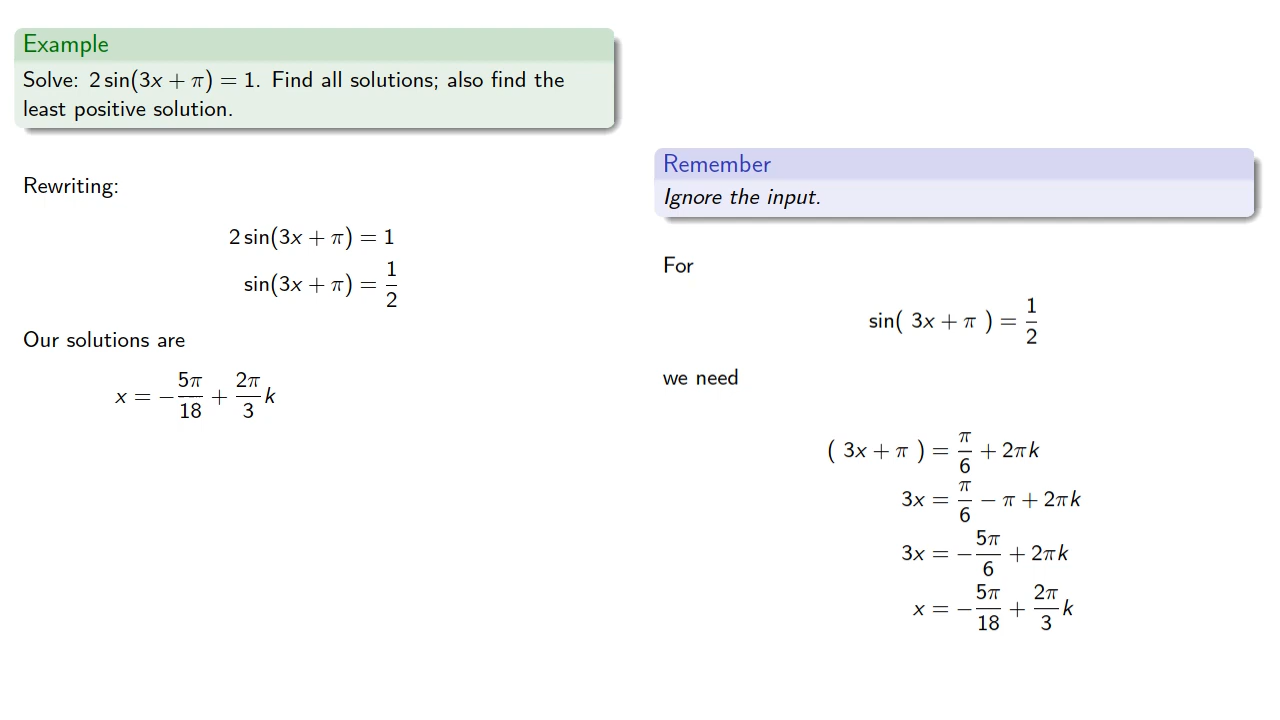 Example
Solve: 2 sin(3x + π) = 1. Find all solutions; also find the
least positive solution.
Rewriting:
2 sin(3x + π) = 1
sin(3x + π) = 1/2
Our solutions are
x = −5π/18 + 2π/3 k
Remember
Ignore the input.
For
sin( 3x + π ) = 1/2
we need
( 3x + π ) = π/6 + 2πk
3x = π/6 − π + 2πk
3x = −5π/6 + 2πk
x = −5π/18 + 2π/3 k